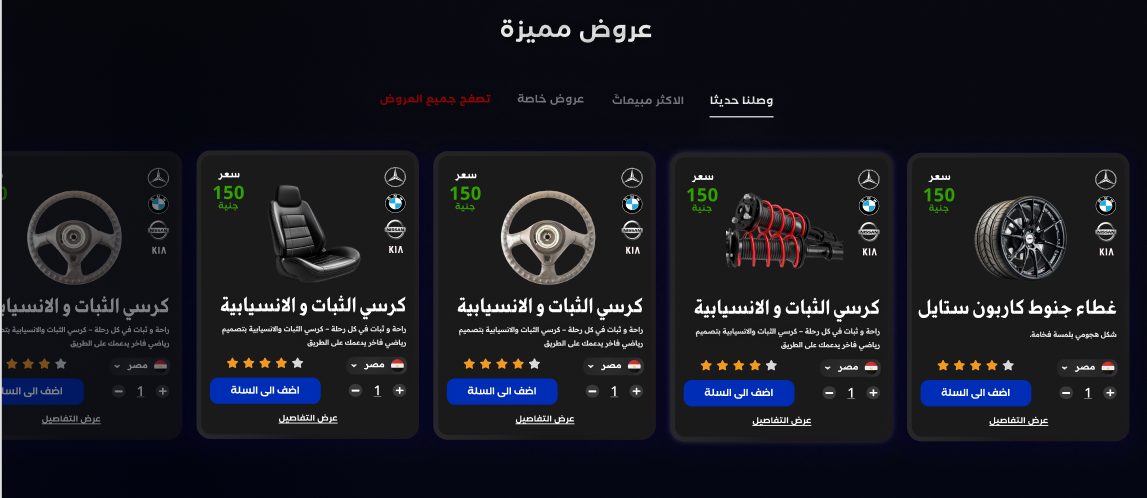 عروض مميزة
وصلنا حديثا
الاكثر مبيعات
عروض خاصة
تصفح جميع العروض
سعر
150
جنية
NISSAN
KIA
غطاء جنوط كاربون ستايل
شكل هجومي بلمسة فخامة.
مصر
+ 1 −
اضف الى السلة
عرض التفاصيل
سعر
150
جنية
NISSAN
KIA
كرسي الثبات و الانسيابية
راحة و ثبات في كل رحلة – كرسي الثبات والانسيابية بتصميم
رياضي فاخر يدعمك على الطريق
مصر
+ 1 −
اضف الى السلة
عرض التفاصيل
سعر
150
جنية
NISSAN
KIA
كرسي الثبات و الانسيابية
راحة و ثبات في كل رحلة – كرسي الثبات والانسيابية بتصميم
رياضي فاخر يدعمك على الطريق
مصر
+ 1 −
اضف الى السلة
عرض التفاصيل
سعر
150
جنية
NISSAN
KIA
كرسي الثبات و الانسيابية
راحة و ثبات في كل رحلة – كرسي الثبات والانسيابية بتصميم
رياضي فاخر يدعمك على الطريق
مصر
+ 1 −
اضف الى السلة
عرض التفاصيل
NISSAN
KIA
كرسي الثبات و
راحة و ثبات في كل رحلة – كرسي الثبات والانسيابية
رياضي فاخر يدعمك على الطريق
مصر
+ 1 −
اضف الى
عرض التفاصيل